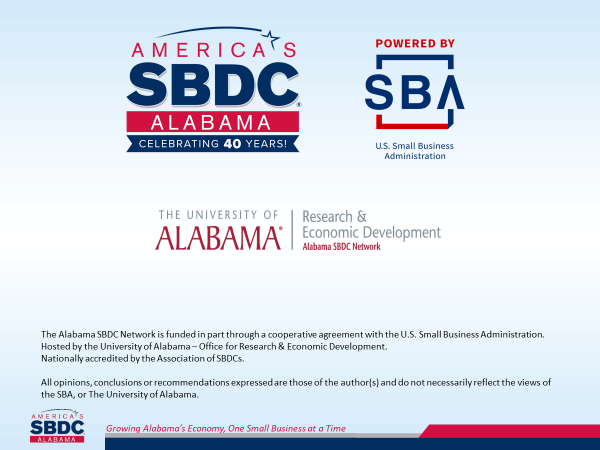 AMERICA'S
SBDC®
ALABAMA
CELEBRATING 40 YEARS!
POWERED BY
SBA
U.S. Small Business
Administration
THE UNIVERSITY OF
ALABAMA®
Research &
Economic Development
Alabama SBDC Network
The Alabama SBDC Network is funded in part through a cooperative agreement with the U.S. Small Business Administration.
Hosted by the University of Alabama – Office for Research & Economic Development.
Nationally accredited by the Association of SBDCs.
All opinions, conclusions or recommendations expressed are those of the author(s) and do not necessarily reflect the views of
the SBA, or The University of Alabama.
AMERICA'S
SBDC
ALABAMA
Growing Alabama's Economy, One Small Business at a Time